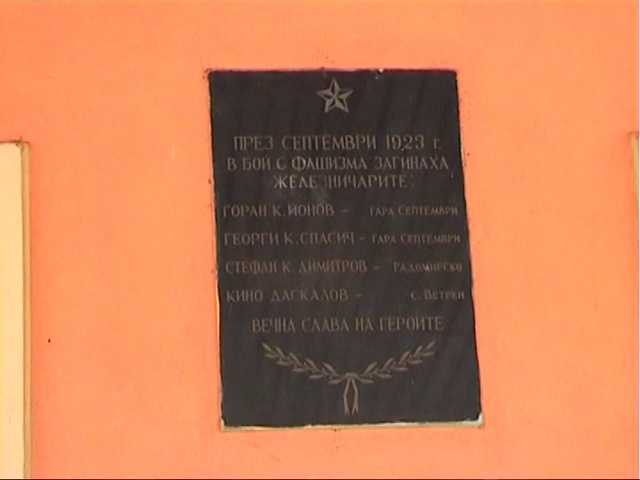 ПРЕЗ СЕПТЕМВРИ 1923 г.
В БОЙ С ФАШИЗМА ЗАГИНАХА
ЖЕЛЕЗНИЧАРИТЕ:
ГОРАН К. ЙОНОВ – ГАРА СЕПТЕМВРИ
ГЕОРГИ К. СПАСИЧ – ГАРА СЕПТЕМВРИ
СТЕФАН К. ДИМИТРОВ – РАДОМИРСКО
КИНО ДАСКАЛОВ – С. ВЕТРЕН
ВЕЧНА СЛАВА НА ГЕРОИТЕ